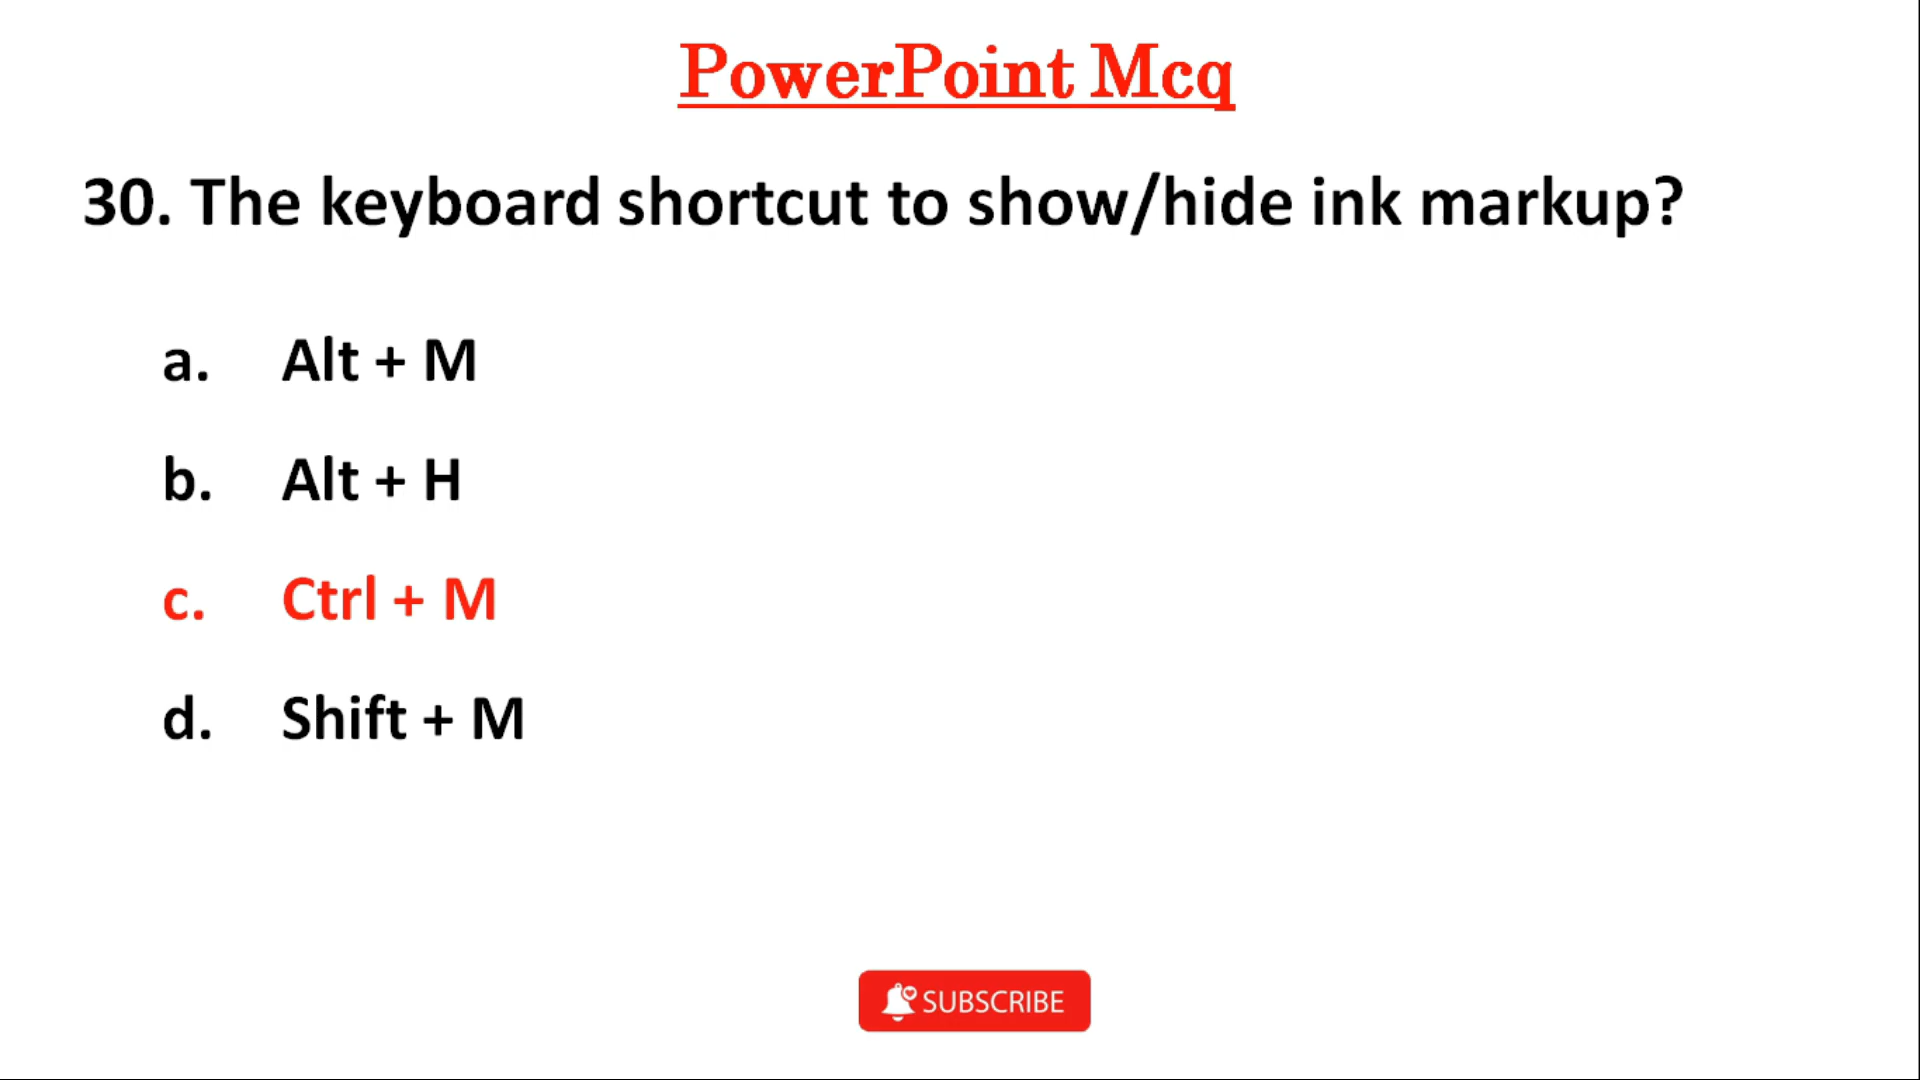 PowerPoint Mcq
30. The keyboard shortcut to show/hide ink markup?
a. Alt + M
b. Alt + H
c. Ctrl + M
d. Shift + M
SUBSCRIBE